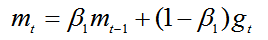 m_t = β_1 m_{t-1} + (1 - β_1) g_t